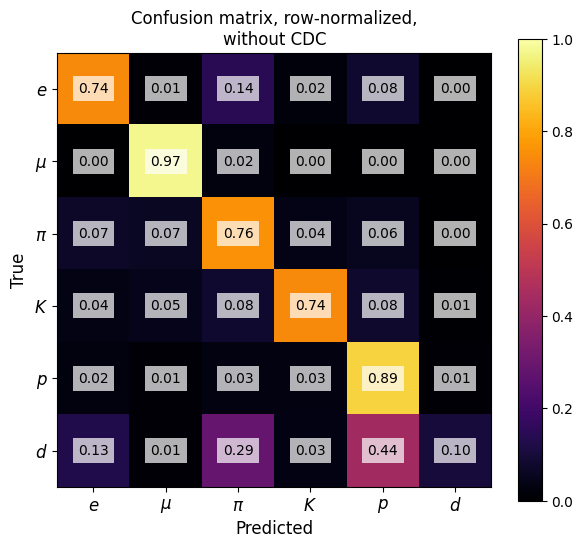 Confusion matrix, row-normalized,
without CDC
1.0
e 0.74 0.01 0.14 0.02 0.08 0.00
μ 0.00 0.97 0.02 0.00 0.00 0.00
0.8
π 0.07 0.07 0.76 0.04 0.06 0.00
0.6
True
K 0.04 0.05 0.08 0.74 0.08 0.01
0.4
p 0.02 0.01 0.03 0.03 0.89 0.01
0.2
d 0.13 0.01 0.29 0.03 0.44 0.10
0.0
e μ π K p d
Predicted